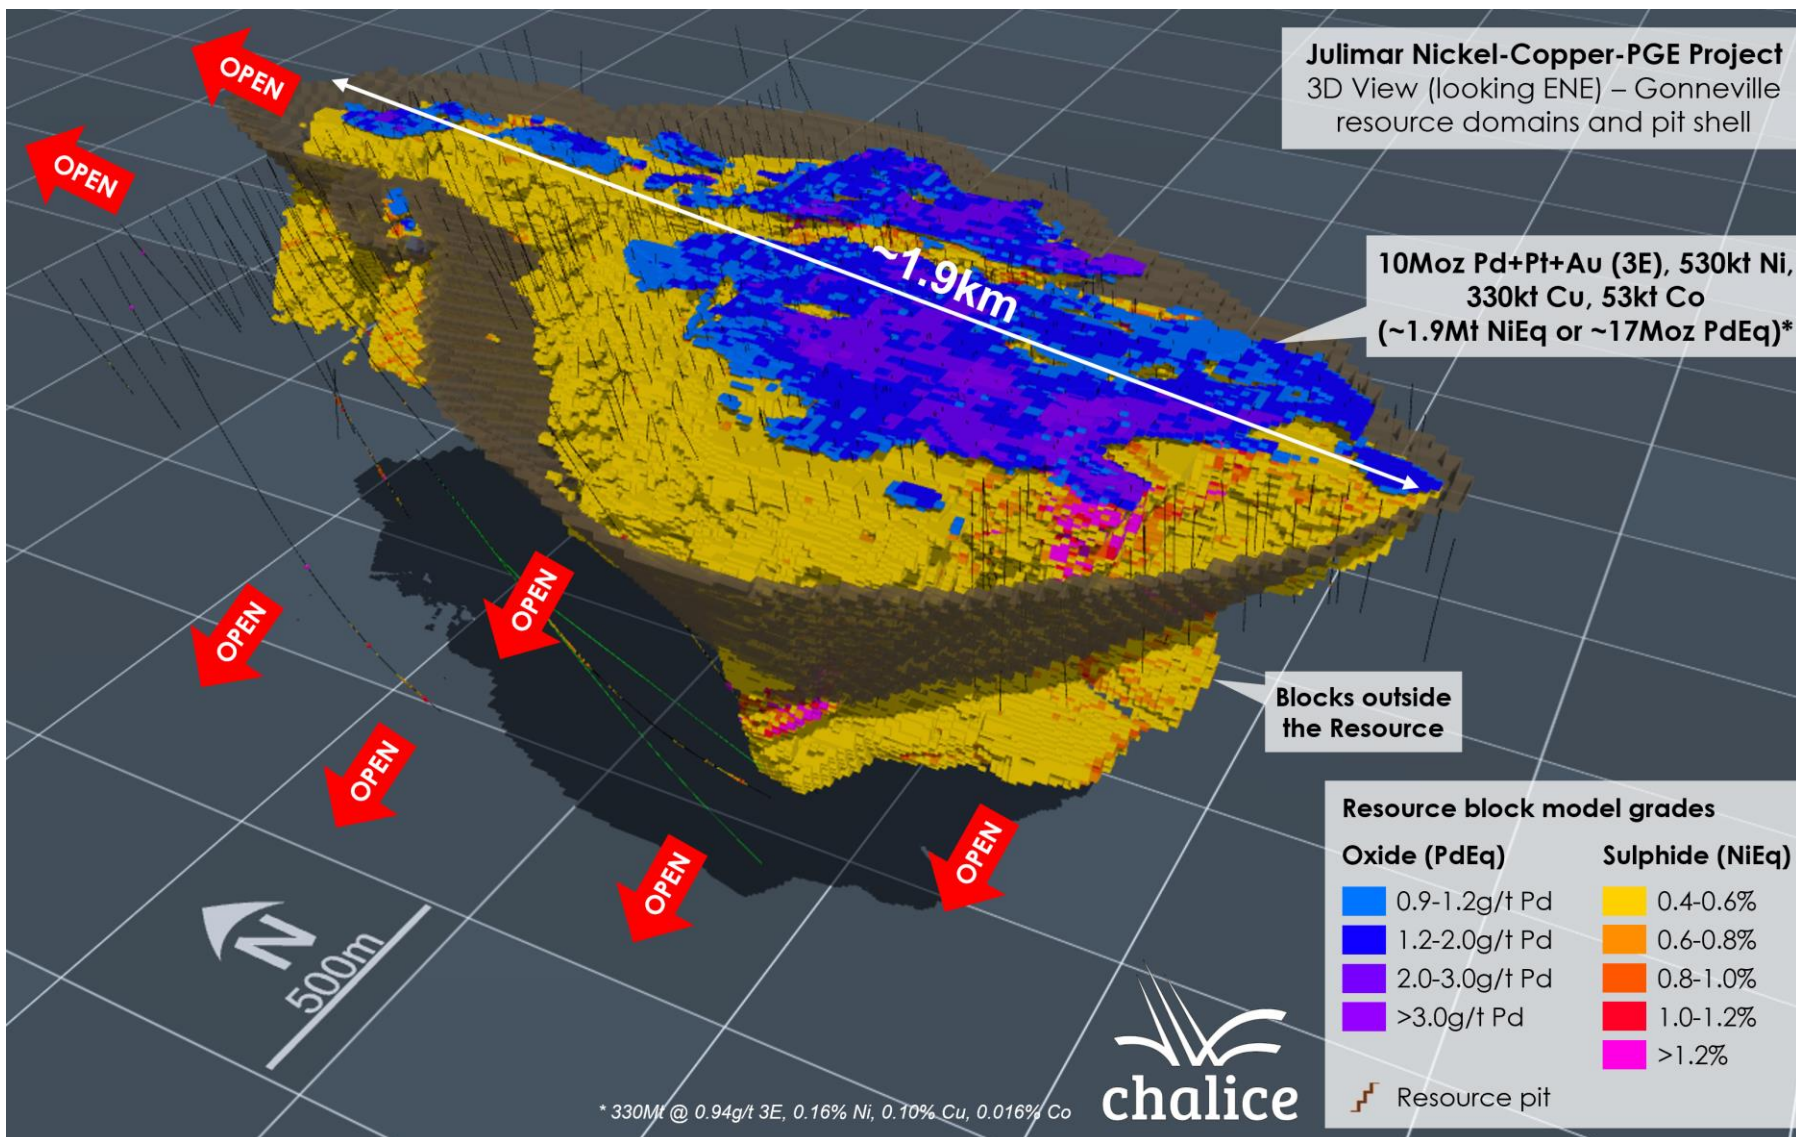 Julimar Nickel-Copper-PGE Project
3D View (looking ENE) – Gonneville
resource domains and pit shell
OPEN
OPEN
~1.9km
10Moz Pd+Pt+Au (3E), 530kt Ni,
330kt Cu, 53kt Co
(~1.9Mt NiEq or ~17Moz PdEq)*
OPEN
OPEN
OPEN
OPEN
OPEN
Blocks outside
the Resource
N
500m
Resource block model grades
Oxide (PdEq)
0.9-1.2g/t Pd
1.2-2.0g/t Pd
2.0-3.0g/t Pd
>3.0g/t Pd
Sulphide (NiEq)
0.4-0.6%
0.6-0.8%
0.8-1.0%
1.0-1.2%
>1.2%
Resource pit
chalice
* 330Mt @ 0.94g/t 3E, 0.16% Ni, 0.10% Cu, 0.016% Co